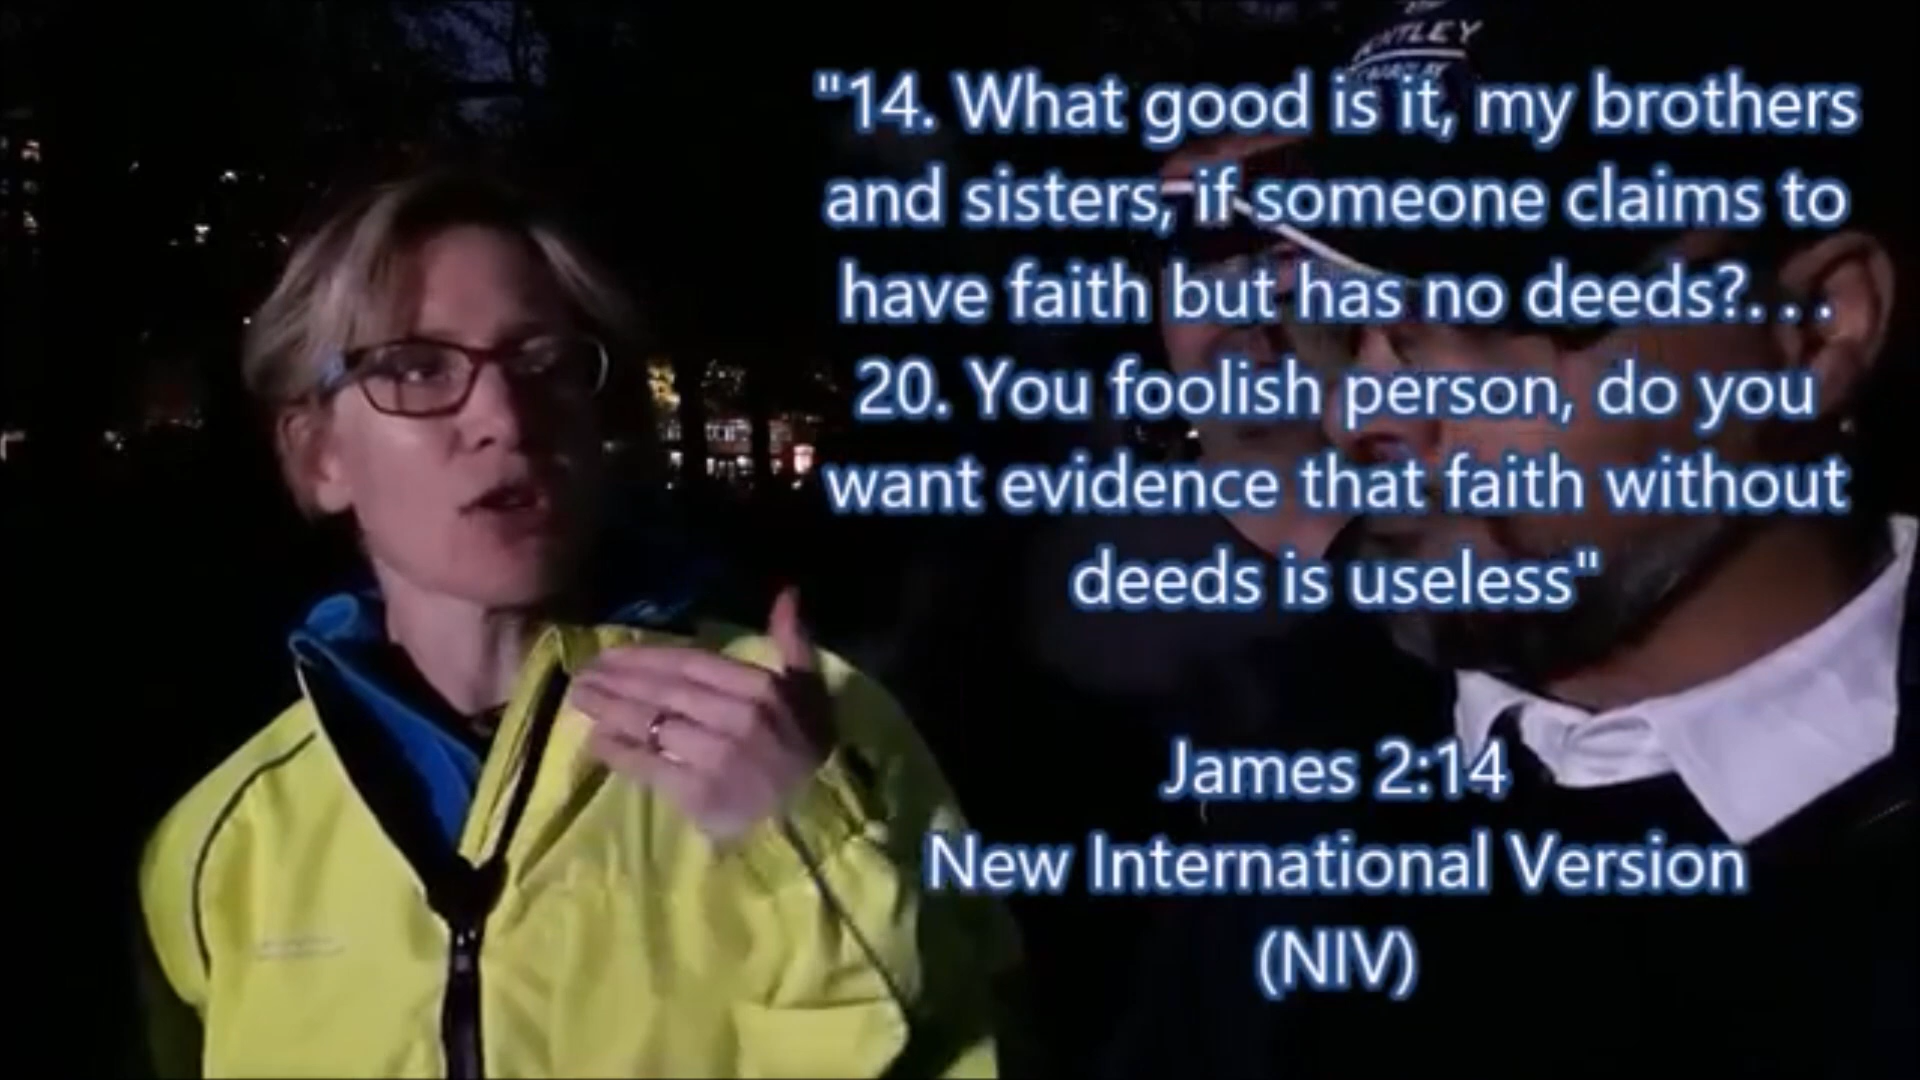 "14. What good is it, my brothers
and sisters, if someone claims to
have faith but has no deeds?. . .
20. You foolish person, do you
want evidence that faith without
deeds is useless"
James 2:14
New International Version
(NIV)